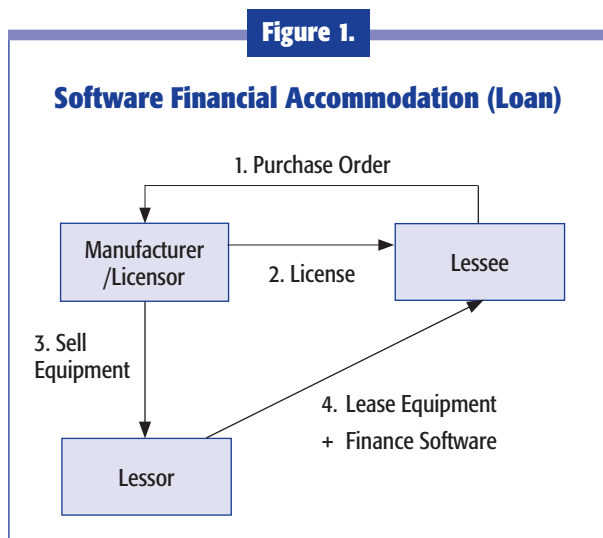 Figure 1.
Software Financial Accommodation (Loan)
1. Purchase Order
Manufacturer
/Licensor
2. License
Lessee
3. Sell
Equipment
4. Lease Equipment
+ Finance Software
Lessor